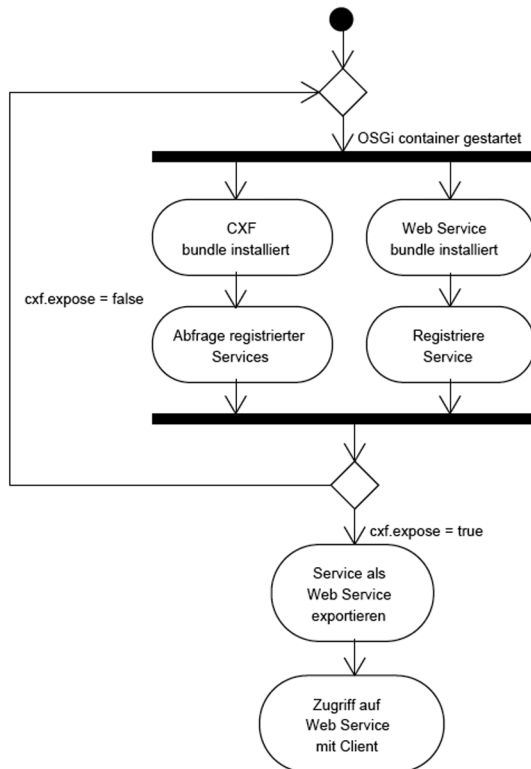 OSGi container gestartet
CXF
bundle installiert
Web Service
bundle installiert
cxf.expose = false
Abfrage registrierter
Services
Registriere
Service
cxf.expose = true
Service als
Web Service
exportieren
Zugriff auf
Web Service
mit Client